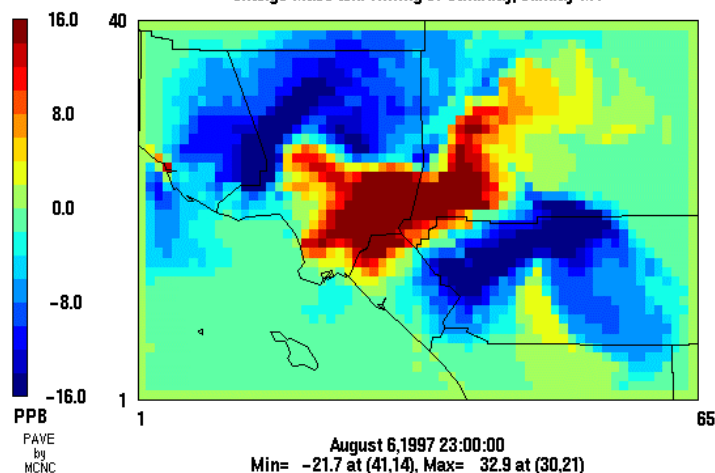 16.0
8.0
0.0
-8.0
-16.0
PPB
PAVE
by
MCNC
40
1
1
65
August 6,1997 23:00:00
Min= -21.7 at (41,14), Max= 32.9 at (30,21)